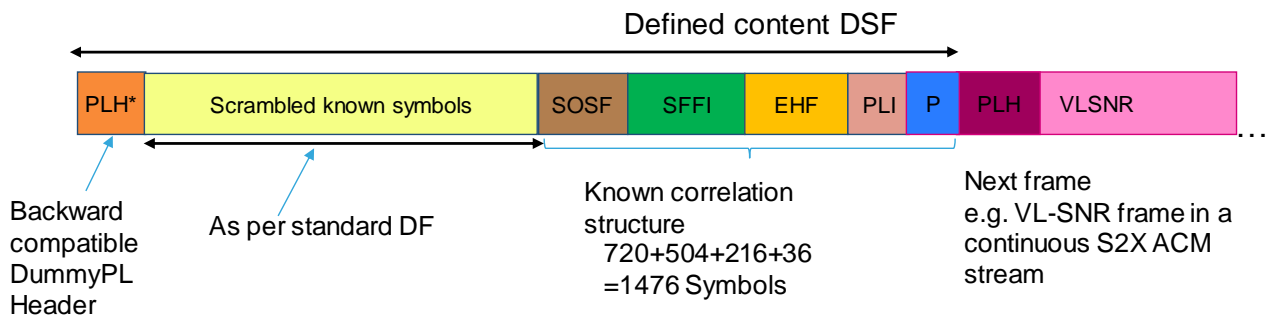 Defined content DSF
PLH* Scrambled known symbols SOSF SFFI EHF PLI P PLH VLSNR
...
Backward
compatible
DummyPL
Header
As per standard DF
Known correlation
structure
720+504+216+36
=1476 Symbols
Next frame
e.g. VL-SNR frame in a
continuous S2X ACM
stream